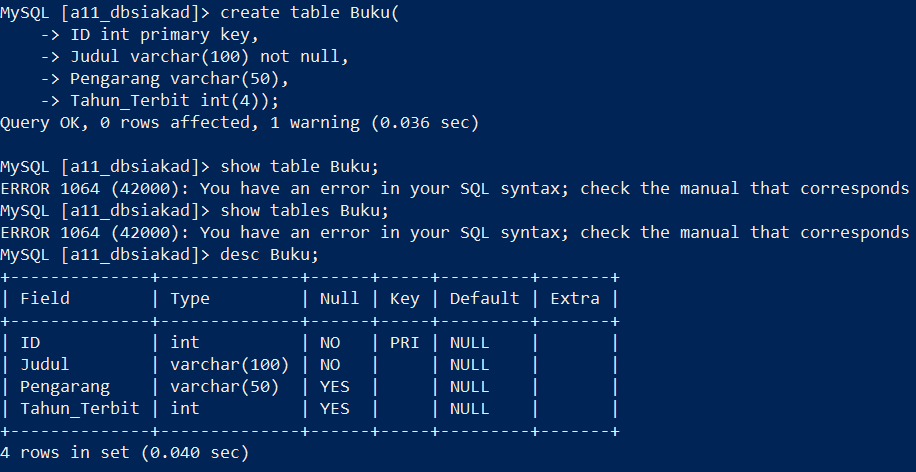 MySQL [a11_dbsiakad]> create table Buku(
    -> ID int primary key,
    -> Judul varchar(100) not null,
    -> Pengarang varchar(50),
    -> Tahun_Terbit int(4));
Query OK, 0 rows affected, 1 warning (0.036 sec)

MySQL [a11_dbsiakad]> show table Buku;
ERROR 1064 (42000): You have an error in your SQL syntax; check the manual that corresponds
MySQL [a11_dbsiakad]> show tables Buku;
ERROR 1064 (42000): You have an error in your SQL syntax; check the manual that corresponds
MySQL [a11_dbsiakad]> desc Buku;
+--------------+--------------+------+-----+---------+-------+
| Field        | Type         | Null | Key | Default | Extra |
+--------------+--------------+------+-----+---------+-------+
| ID           | int          | NO   | PRI | NULL    |       |
| Judul        | varchar(100) | NO   |     | NULL    |       |
| Pengarang    | varchar(50)  | YES  |     | NULL    |       |
| Tahun_Terbit | int          | YES  |     | NULL    |       |
+--------------+--------------+------+-----+---------+-------+
4 rows in set (0.040 sec)